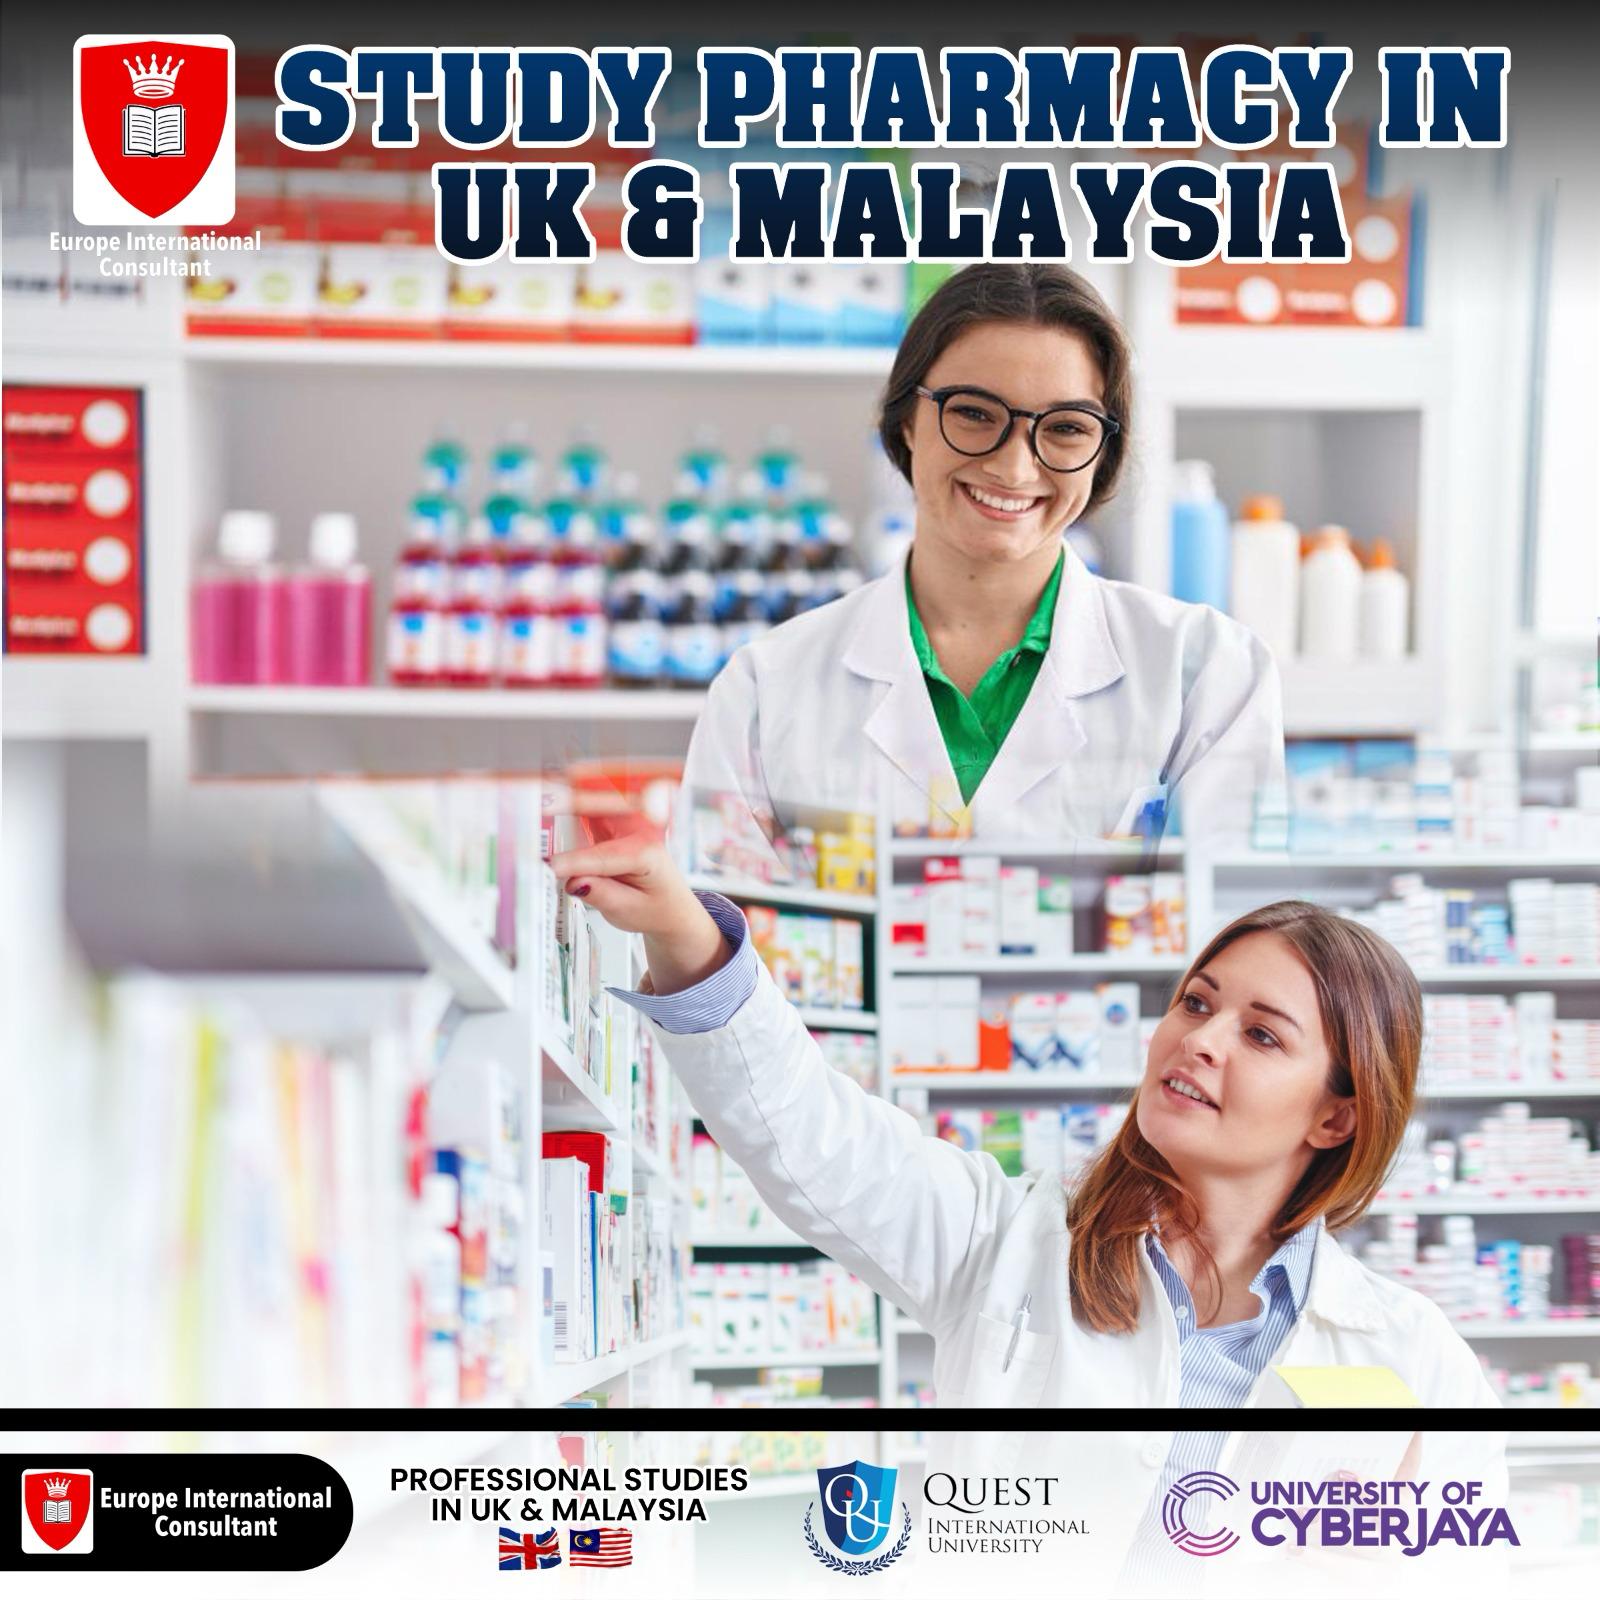 STUDY PHARMACY IN
UK & MALAYSIA
Europe International
Consultant
Europe International
Consultant
PROFESSIONAL STUDIES
IN UK & MALAYSIA
QU
QUEST
INTERNATIONAL
UNIVERSITY
UNIVERSITY OF
CYBERJAYA